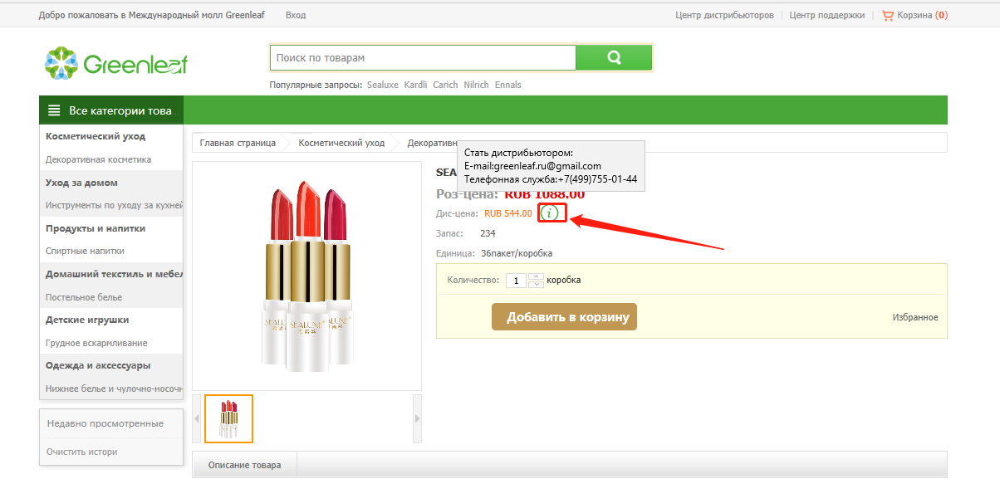 Добро пожаловать в Международный молл Greenleaf
Вход
Центр дистрибьюторов
Центр поддержки
Корзина (0)
Greenleaf
Поиск по товарам
Популярные запросы: Sealuxe Kardli Carich Nilrich Ennals
Все категории това
Косметический уход
Декоративная косметика
Уход за домом
Инструменты по уходу за кухней
Продукты и напитки
Спиртные напитки
Домашний текстиль и мебел
Постельное белье
Детские игрушки
Грудное вскармливание
Одежда и аксессуары
Нижнее белье и чулочно-носочн
Недавно просмотренные
Очистить истори
Главная страница
Косметический уход
Декоративн
Стать дистрибьютором:
E-mail:greenleaf.ru@gmail.com
Телефонная служба:+7(499)755-01-44
SEA
Роз-цена: RUB 1088.00
Дис-цена: RUB 544.00 i
Запас: 234
Единица: 36пакет/коробка
Количество: 1 коробка
Добавить в корзину
Избранное
SEALUXE
Описание товара